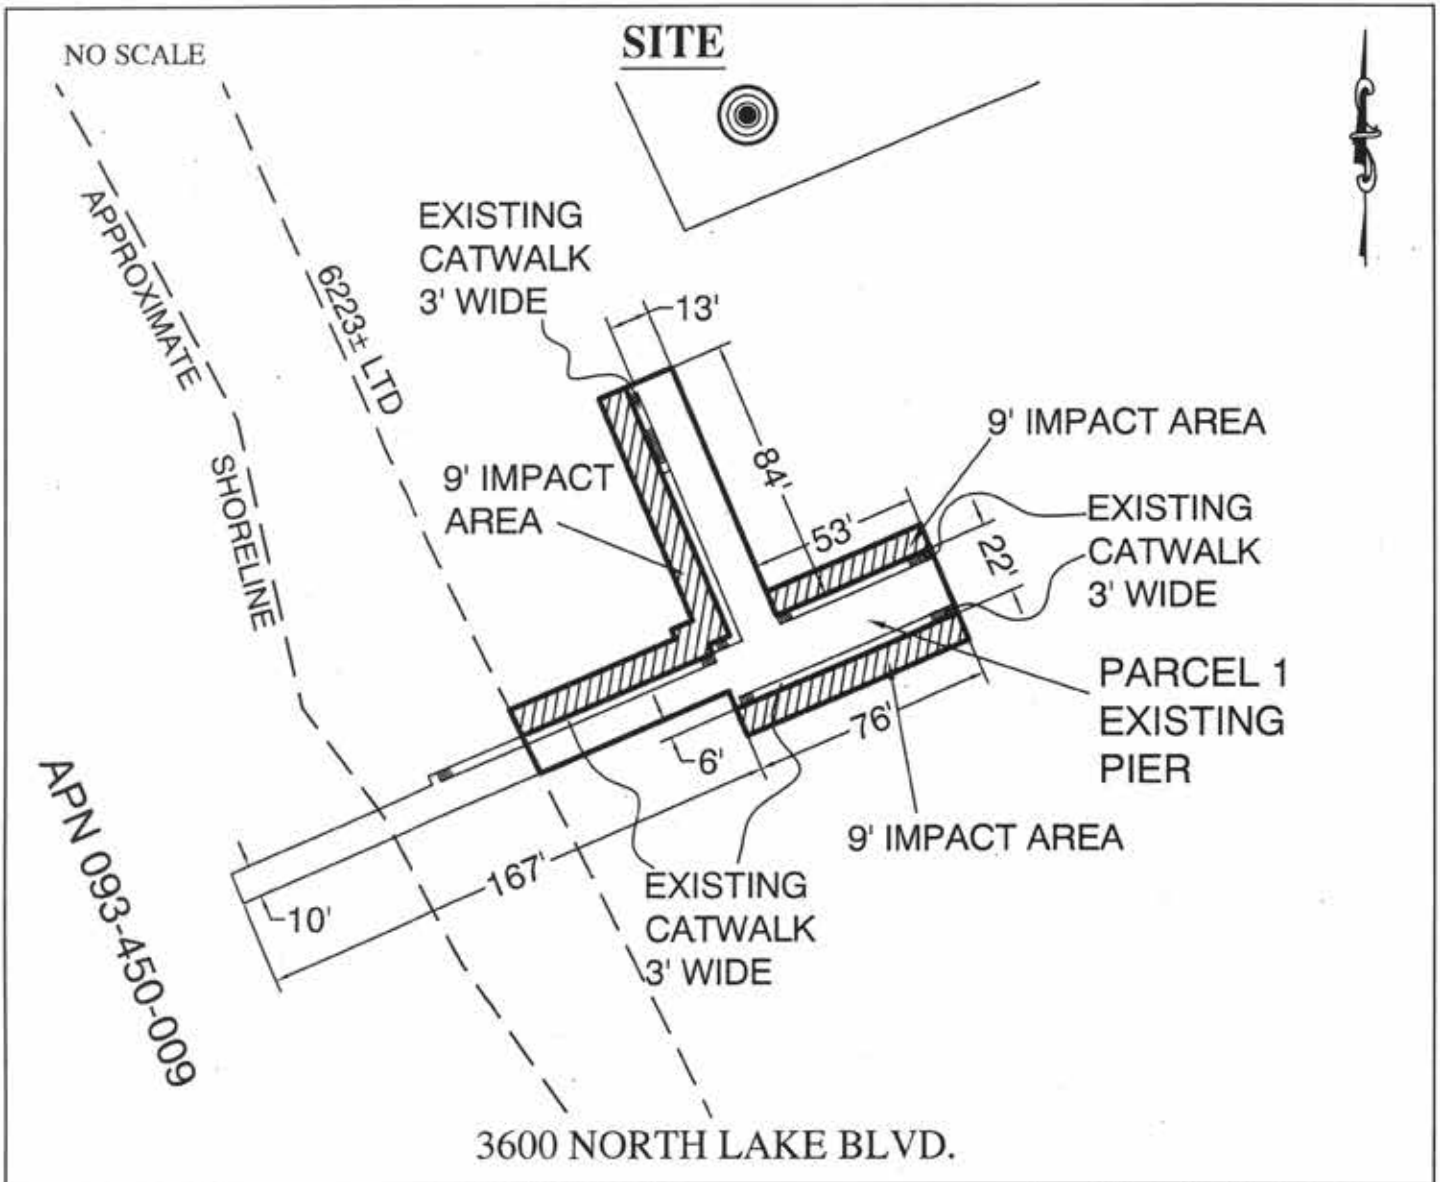 NO SCALE
SITE
APPROXIMATE
SHORELINE
6223± LTD
EXISTING
CATWALK
3' WIDE
13'
9' IMPACT
AREA
84'
53'
9' IMPACT AREA
EXISTING
CATWALK
3' WIDE
22'
PARCEL 1
EXISTING
PIER
76'
6'
9' IMPACT AREA
167'
10'
EXISTING
CATWALK
3' WIDE
APN 093-450-009
3600 NORTH LAKE BLVD.